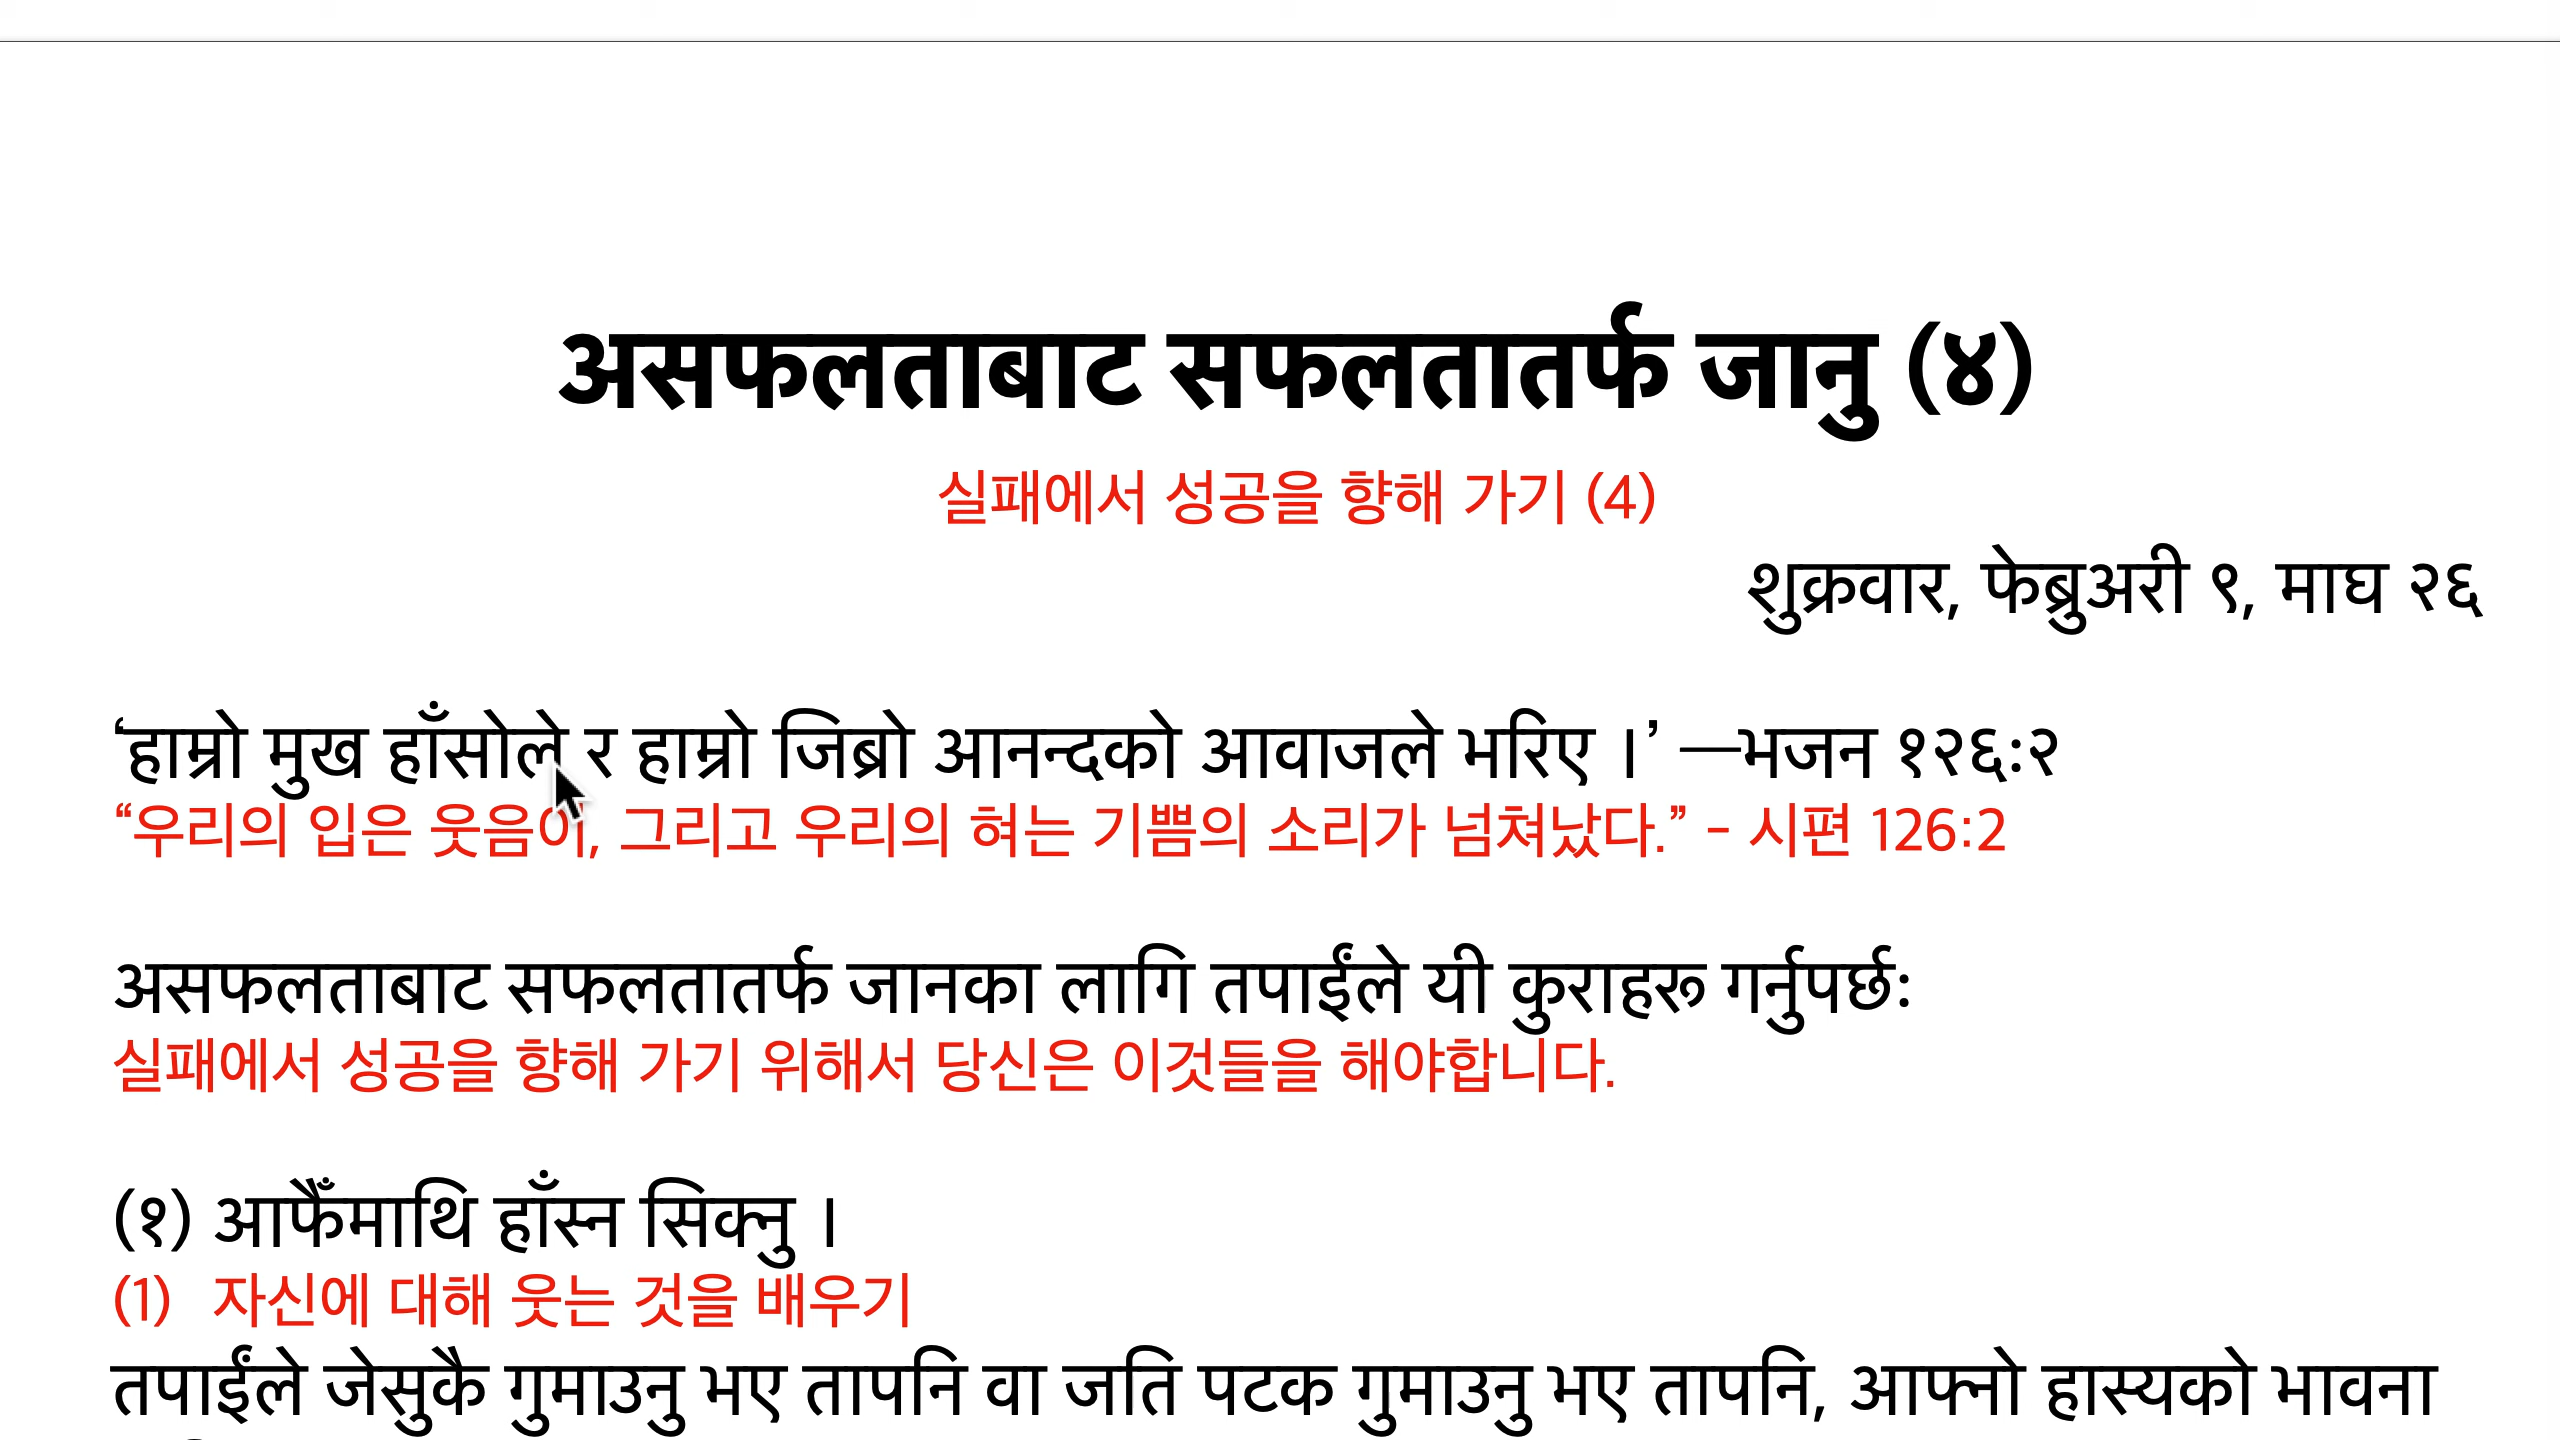 असफलताबाट सफलतातर्फ जानु (४)
실패에서 성공을 향해 가기 (4)
शुक्रवार, फेब्रुअरी ९, माघ २६
‘हाम्रो मुख हाँसोले र हाम्रो जिब्रो आनन्दको आवाजले भरिए ।’ —भजन १२६ः२
“우리의 입은 웃음이, 그리고 우리의 혀는 기쁨의 소리가 넘쳐났다.” - 시편 126:2
असफलताबाट सफलतातर्फ जानका लागि तपाईंले यी कुराहरू गर्नुपर्छः
실패에서 성공을 향해 가기 위해서 당신은 이것들을 해야합니다.
(१) आफैँमाथि हाँस्न सिक्नु ।
(1) 자신에 대해 웃는 것을 배우기
तपाईंले जेसुकै गुमाउनु भए तापनि वा जति पटक गुमाउनु भए तापनि, आफ्नो हास्यको भावना